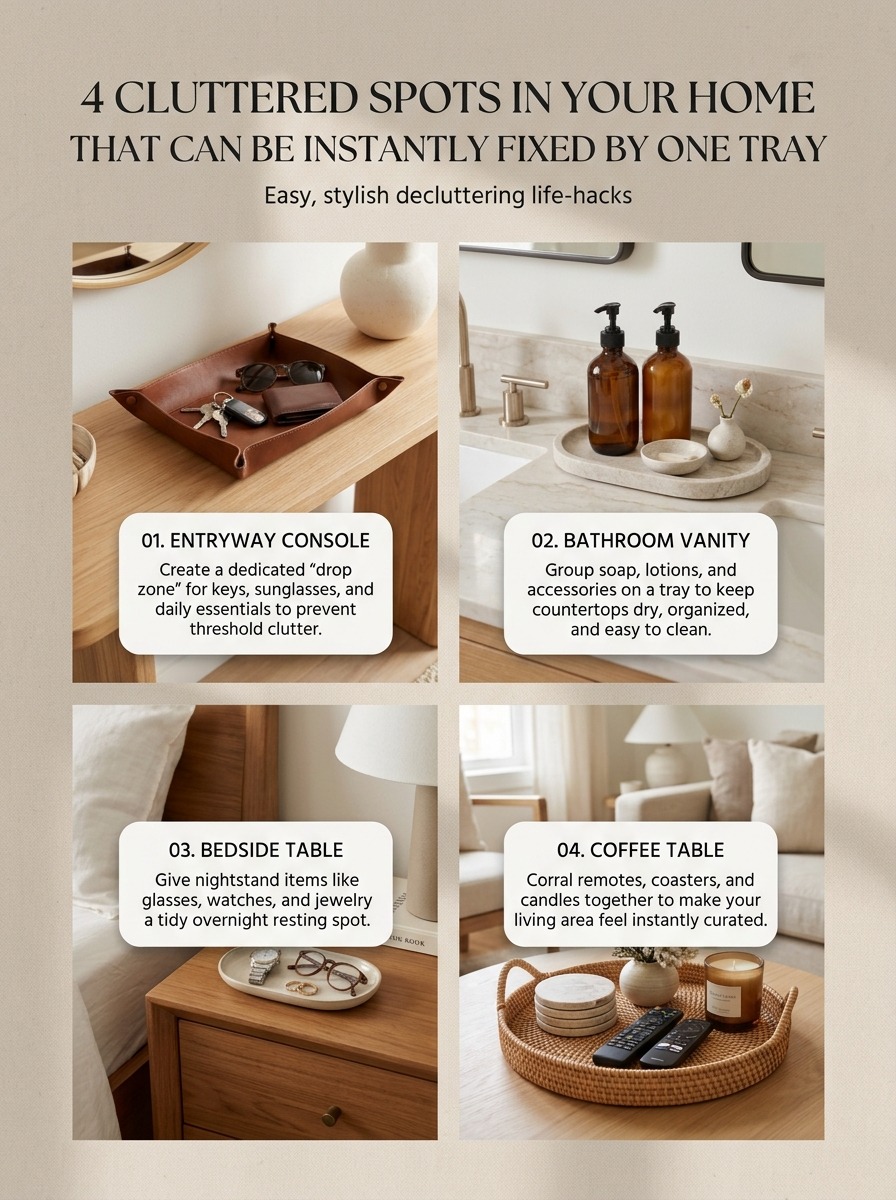 4 CLUTTERED SPOTS IN YOUR HOME
THAT CAN BE INSTANTLY FIXED BY ONE TRAY
Easy, stylish decluttering life-hacks
01. ENTRYWAY CONSOLE
Create a dedicated “drop
zone” for keys, sunglasses, and
daily essentials to prevent
threshold clutter.
02. BATHROOM VANITY
Group soap, lotions, and
accessories on a tray to keep
countertops dry, organized,
and easy to clean.
03. BEDSIDE TABLE
Give nightstand items like
glasses, watches, and jewelry
a tidy overnight resting spot.
04. COFFEE TABLE
Corral remotes, coasters, and
candles together to make your
living area feel instantly curated.